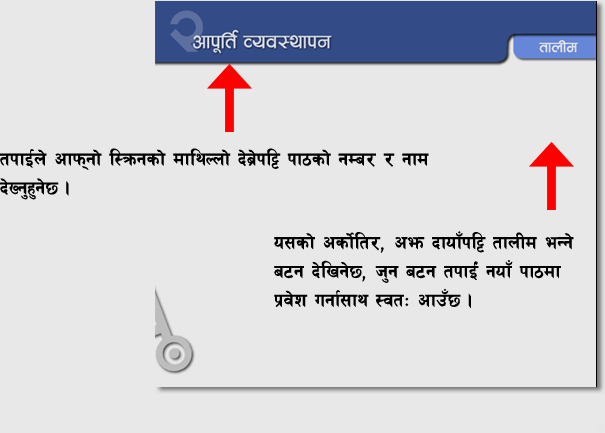 २
आपूर्ति व्यवस्थापन
तालीम
तपाईले आफ्नो स्क्रिनको माथिल्लो देब्रेपट्टि पाठको नम्बर र नाम
देख्नुहुनेछ ।
यसको अर्कोतिर, अझ दायाँपट्टि तालीम भन्ने
बटन देखिनेछ, जुन बटन तपाईं नयाँ पाठमा
प्रवेश गर्नासाथ स्वतः आउँछ ।